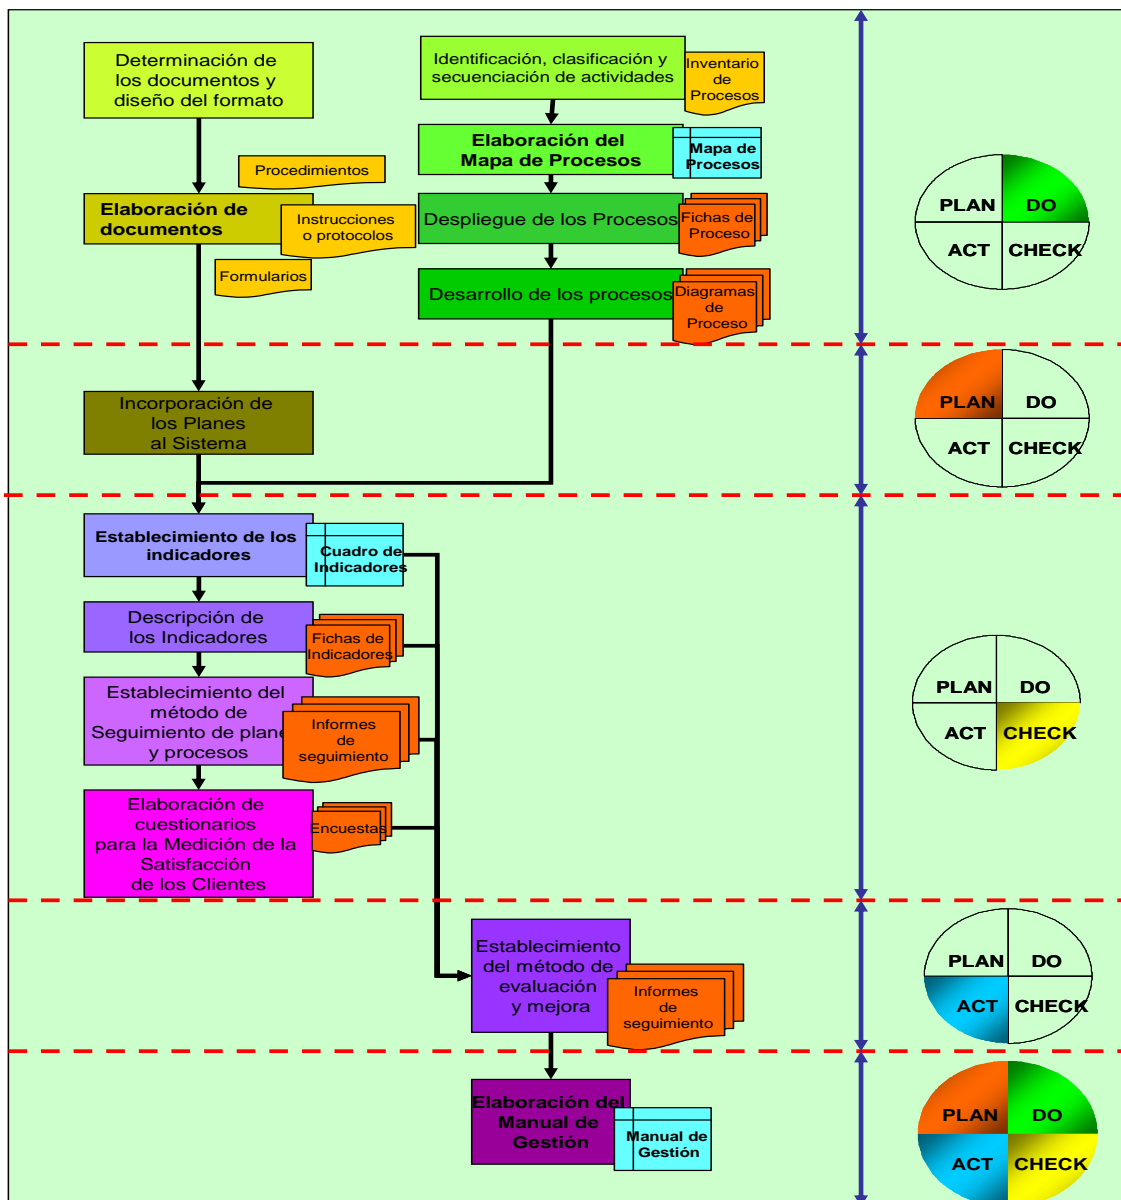 Determinación de
los documentos y
diseño del formato
Identificación, clasificación y
secuenciación de actividades
Inventario
de
Procesos
Elaboración del
Mapa de Procesos
Mapa de
Procesos
Procedimientos
Elaboración de
documentos
Instrucciones
o protocolos
Formularios
Despliegue de los Procesos
Fichas de
Proceso
Desarrollo de los procesos
Diagramas
de
Proceso
PLAN
DO
ACT
CHECK
Incorporación de
los Planes
al Sistema
PLAN
DO
ACT
CHECK
Establecimiento de los
indicadores
Cuadro de
Indicadores
Descripción de
los Indicadores
Fichas de
Indicadores
Establecimiento del
método de
Seguimiento de plane
y procesos
Informes
de
seguimiento
Elaboración de
cuestionarios
para la Medición de la
Satisfacción
de los Clientes
Encuestas
PLAN
DO
ACT
CHECK
Establecimiento
del método de
evaluación
y mejora
Informes
de
seguimiento
PLAN
DO
ACT
CHECK
Elaboración del
Manual de
Gestión
Manual de
Gestión
PLAN
DO
ACT
CHECK